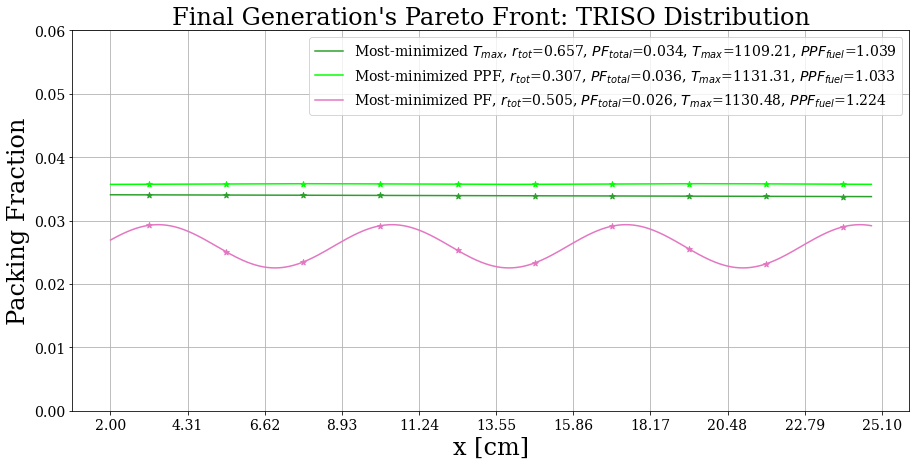 Final Generation's Pareto Front: TRISO Distribution
Most-minimized T_max, r_tot=0.657, PF_total=0.034, T_max=1109.21, PPF_fuel=1.039
Most-minimized PPF, r_tot=0.307, PF_total=0.036, T_max=1131.31, PPF_fuel=1.033
Most-minimized PF, r_tot=0.505, PF_total=0.026, T_max=1130.48, PPF_fuel=1.224
Packing Fraction
0.06
0.05
0.04
0.03
0.02
0.01
0.00
2.00 4.31 6.62 8.93 11.24 13.55 15.86 18.17 20.48 22.79 25.10
x [cm]